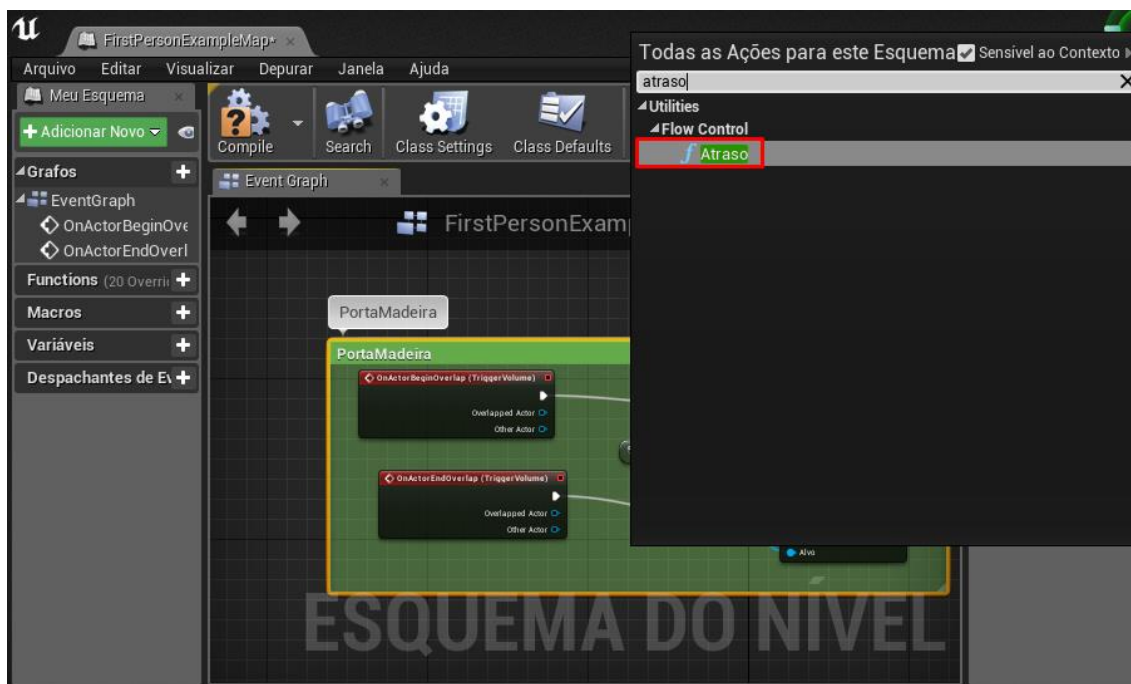 FirstPersonExampleMap*
Arquivo Editar Visualizar Depurar Janela Ajuda
Meu Esquema
Adicionar Novo
Grafos
EventGraph
OnActorBeginOve
OnActorEndOverl
Functions (20 Overri
Macros
Variáveis
Despachantes de Ev
Compile Search Class Settings Class Defaults
Event Graph
FirstPersonExam
PortaMadeira
PortaMadeira
OnActorBeginOverlap (TriggerVolume)
Overlapped Actor
Other Actor
OnActorEndOverlap (TriggerVolume)
Overlapped Actor
Other Actor
Alvo
ESQUEMA DO NÍVEL
Todas as Ações para este Esquema Sensível ao Contexto
atraso
Utilities
Flow Control
f Atraso